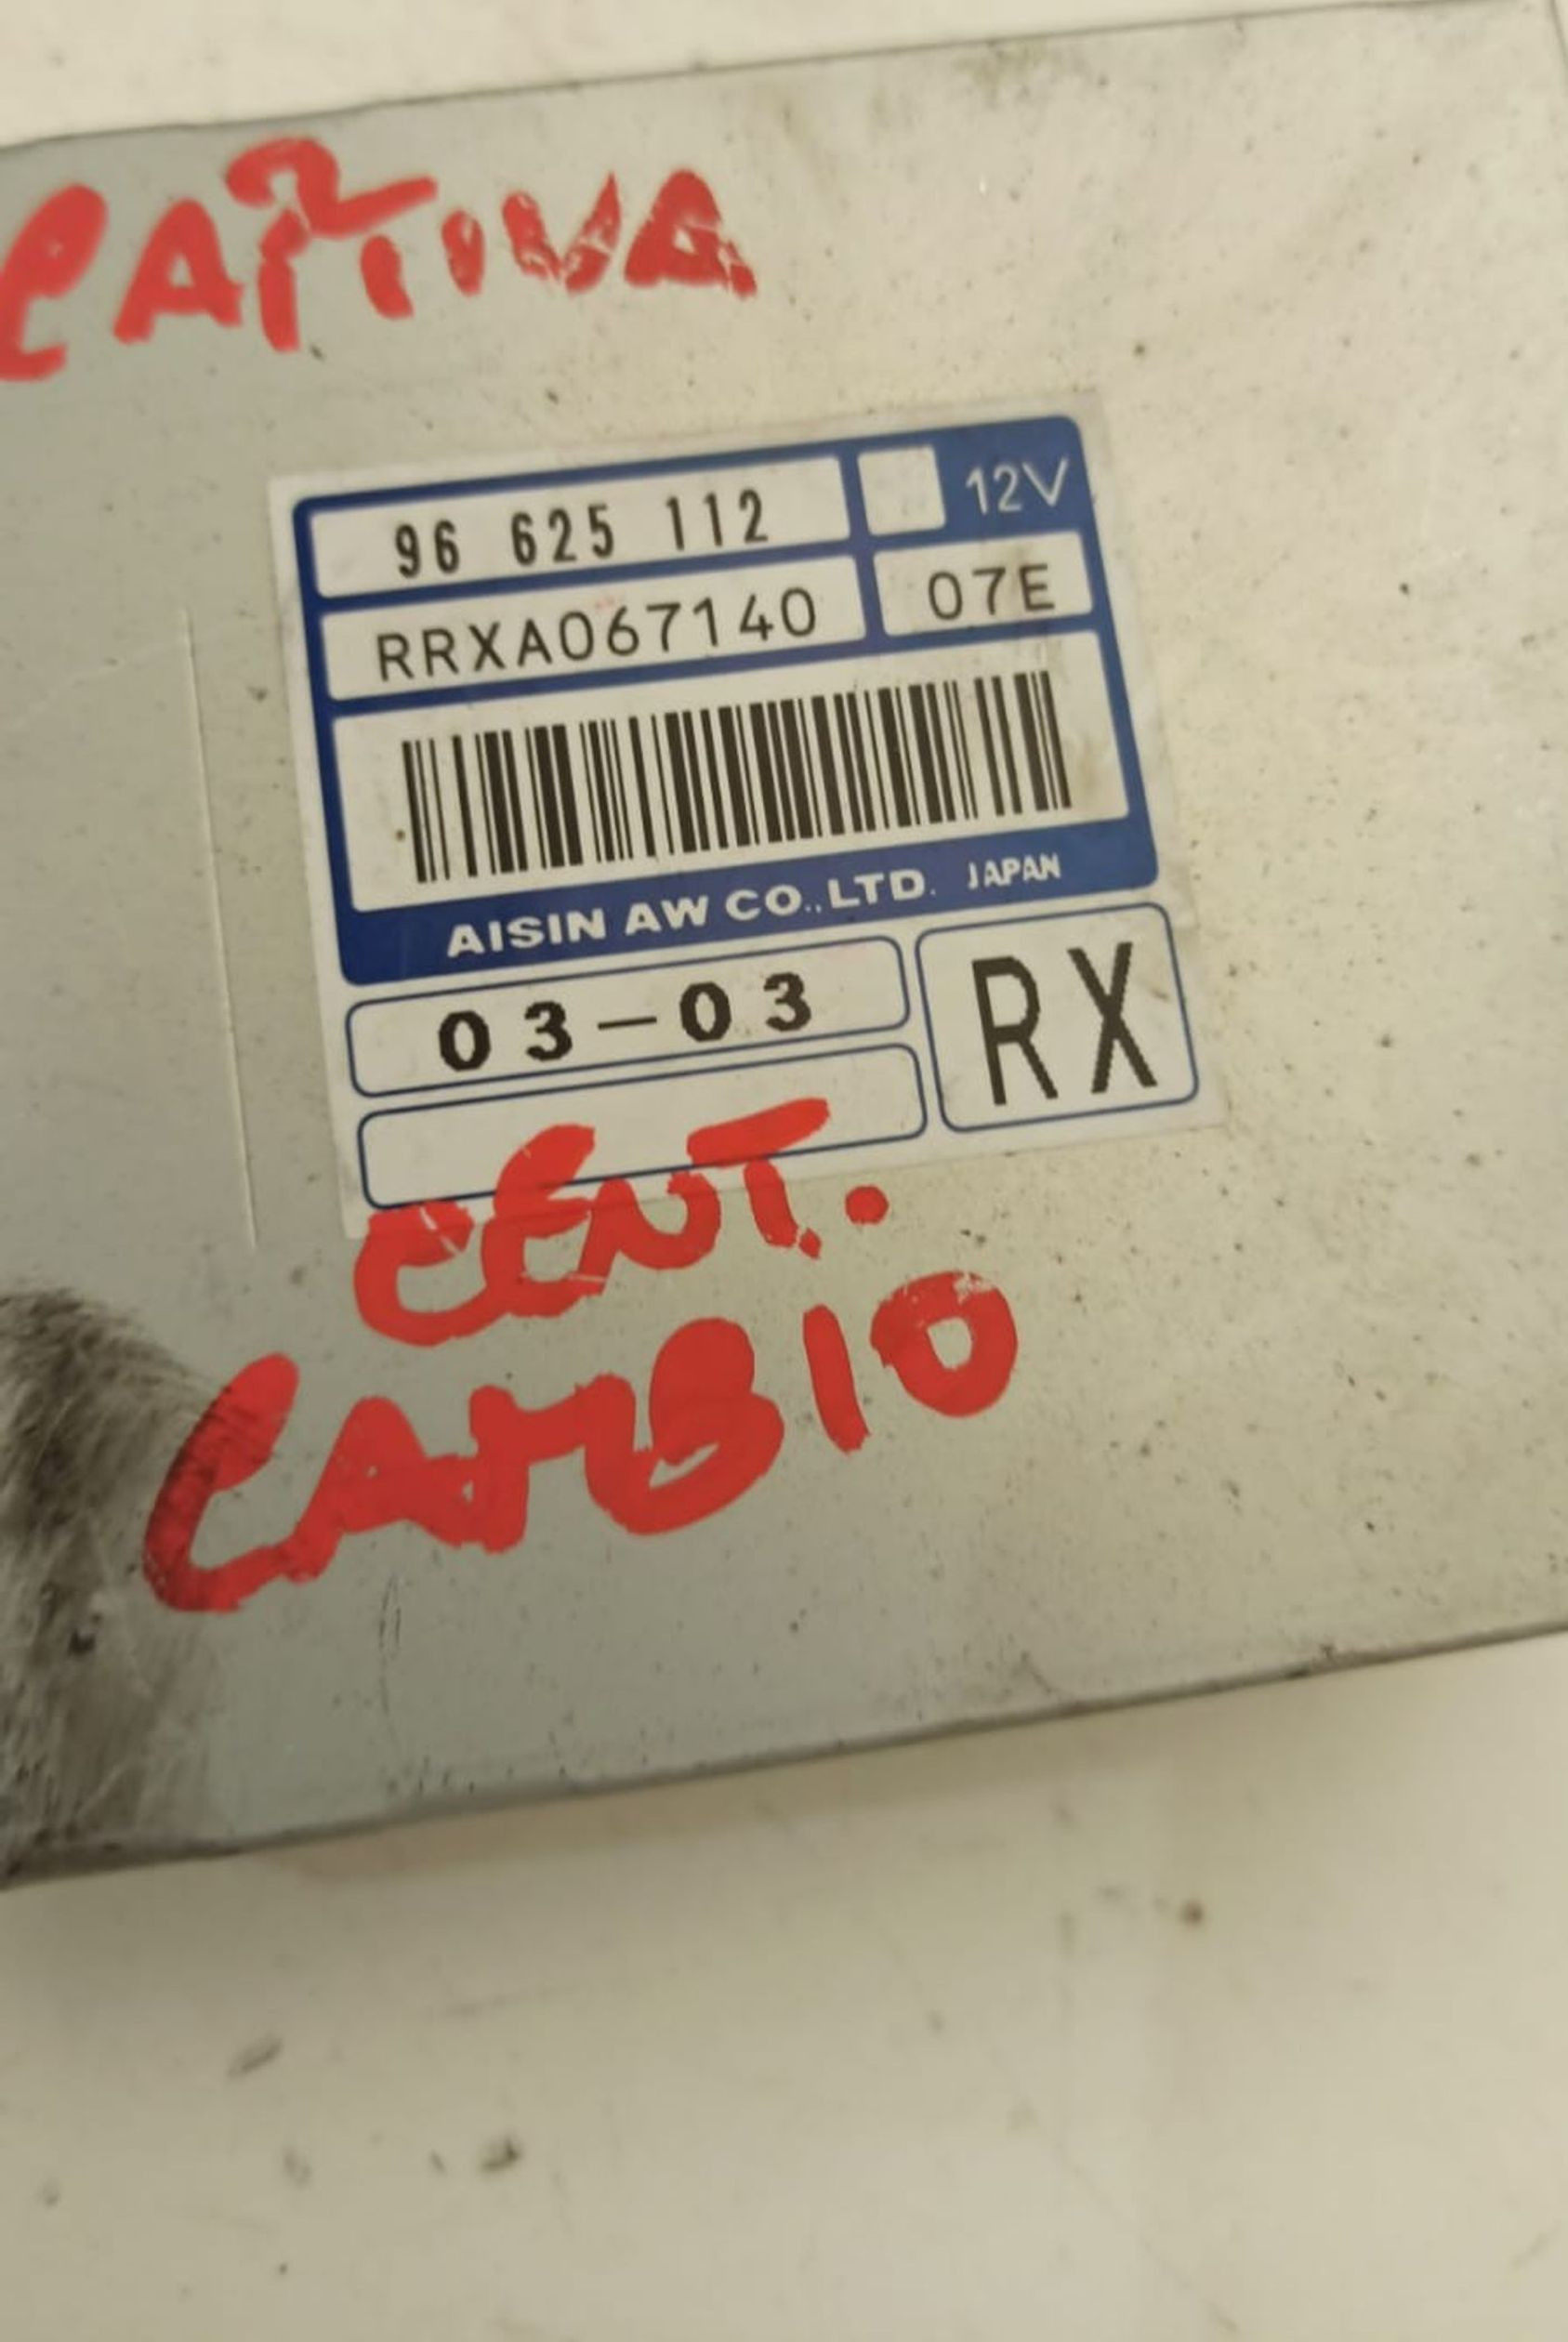 CAPTIVA
96 625 112
12V
RRXA067140
07E
AISIN AW CO.,LTD. JAPAN
03-03
RX
CENT.
CAMBIO